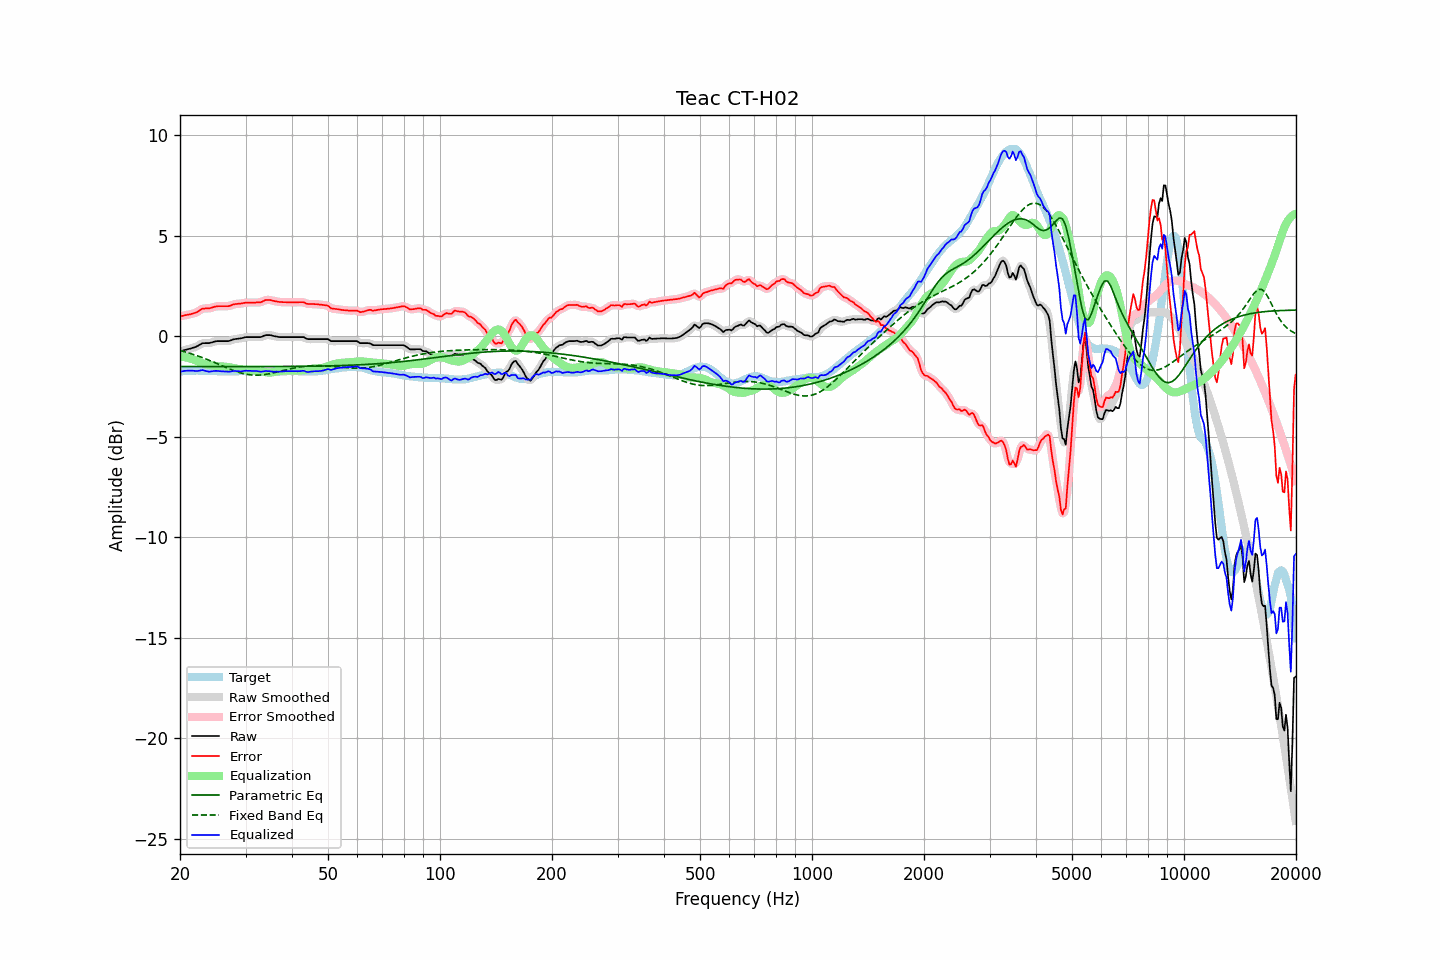 Teac CT-H02
Amplitude (dBr)
10
5
0
−5
−10
−15
−20
−25
Target
Raw Smoothed
Error Smoothed
Raw
Error
Equalization
Parametric Eq
Fixed Band Eq
Equalized
20 50 100 200 500 1000 2000 5000 10000 20000
Frequency (Hz)